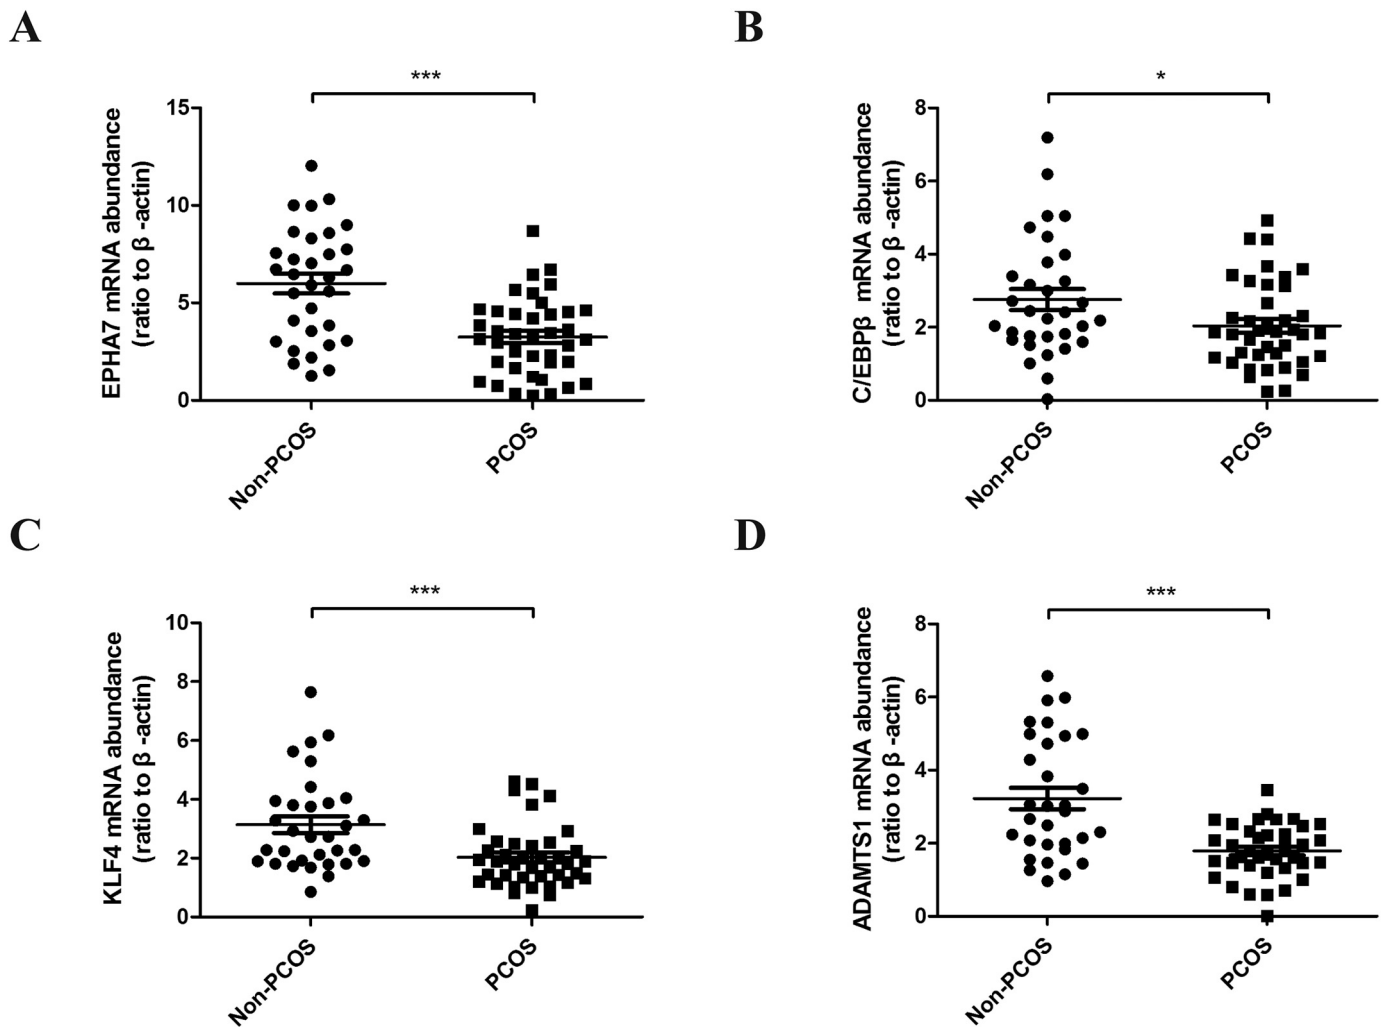 A
***
EPHA7 mRNA abundance
(ratio to β -actin)
15
10
5
0
Non-PCOS
PCOS
B
*
C/EBPβ mRNA abundance
(ratio to β -actin)
8
6
4
2
0
Non-PCOS
PCOS
C
***
KLF4 mRNA abundance
(ratio to β -actin)
10
8
6
4
2
0
Non-PCOS
PCOS
D
***
ADAMTS1 mRNA abundance
(ratio to β -actin)
8
6
4
2
0
Non-PCOS
PCOS